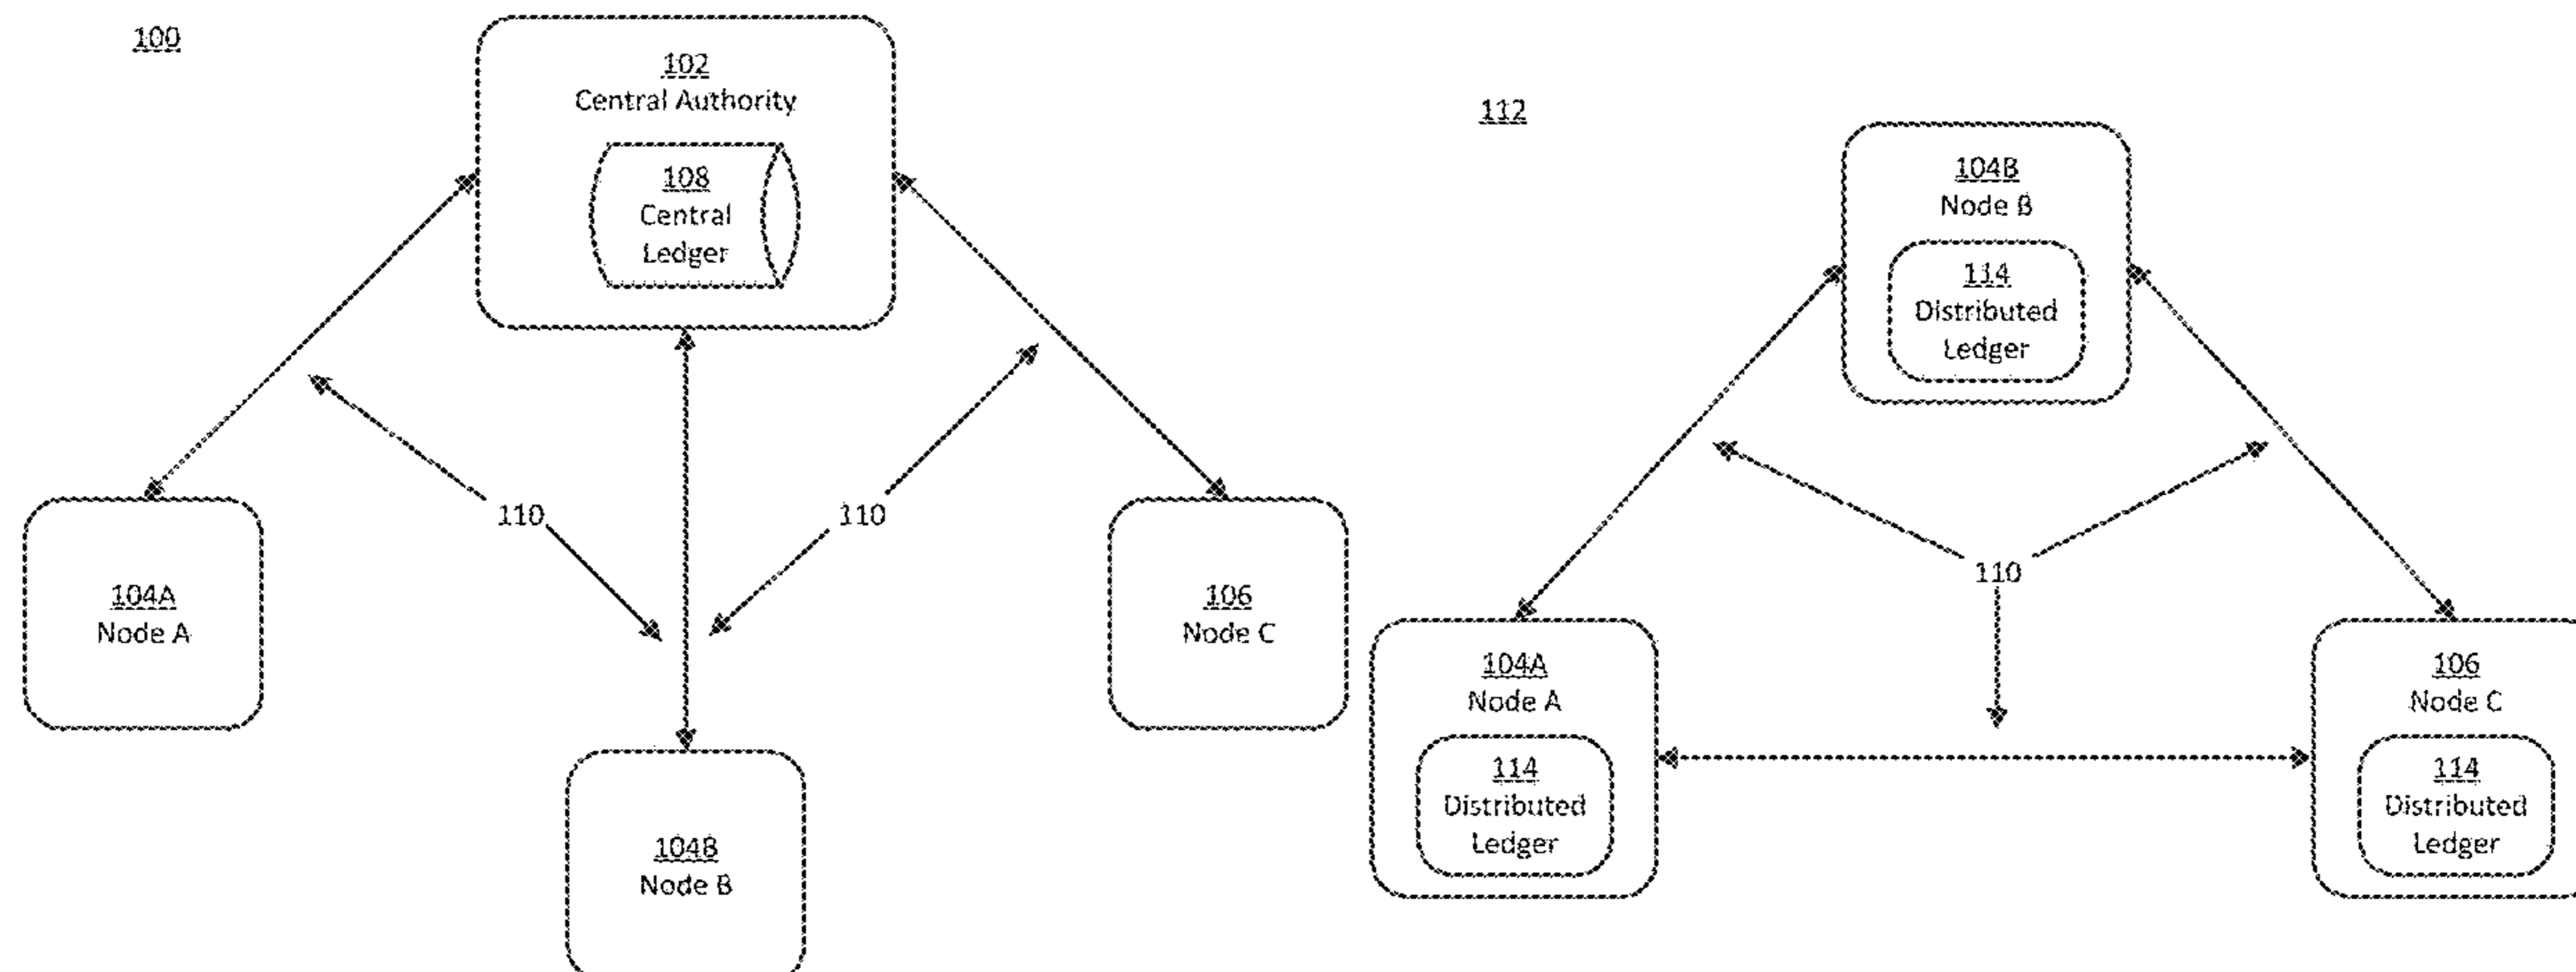 100
102
Central Authority
108
Central
Ledger
110
110
104A
Node A
106
Node C
104B
Node B
112
104B
Node B
114
Distributed
Ledger
110
104A
Node A
114
Distributed
Ledger
106
Node C
114
Distributed
Ledger